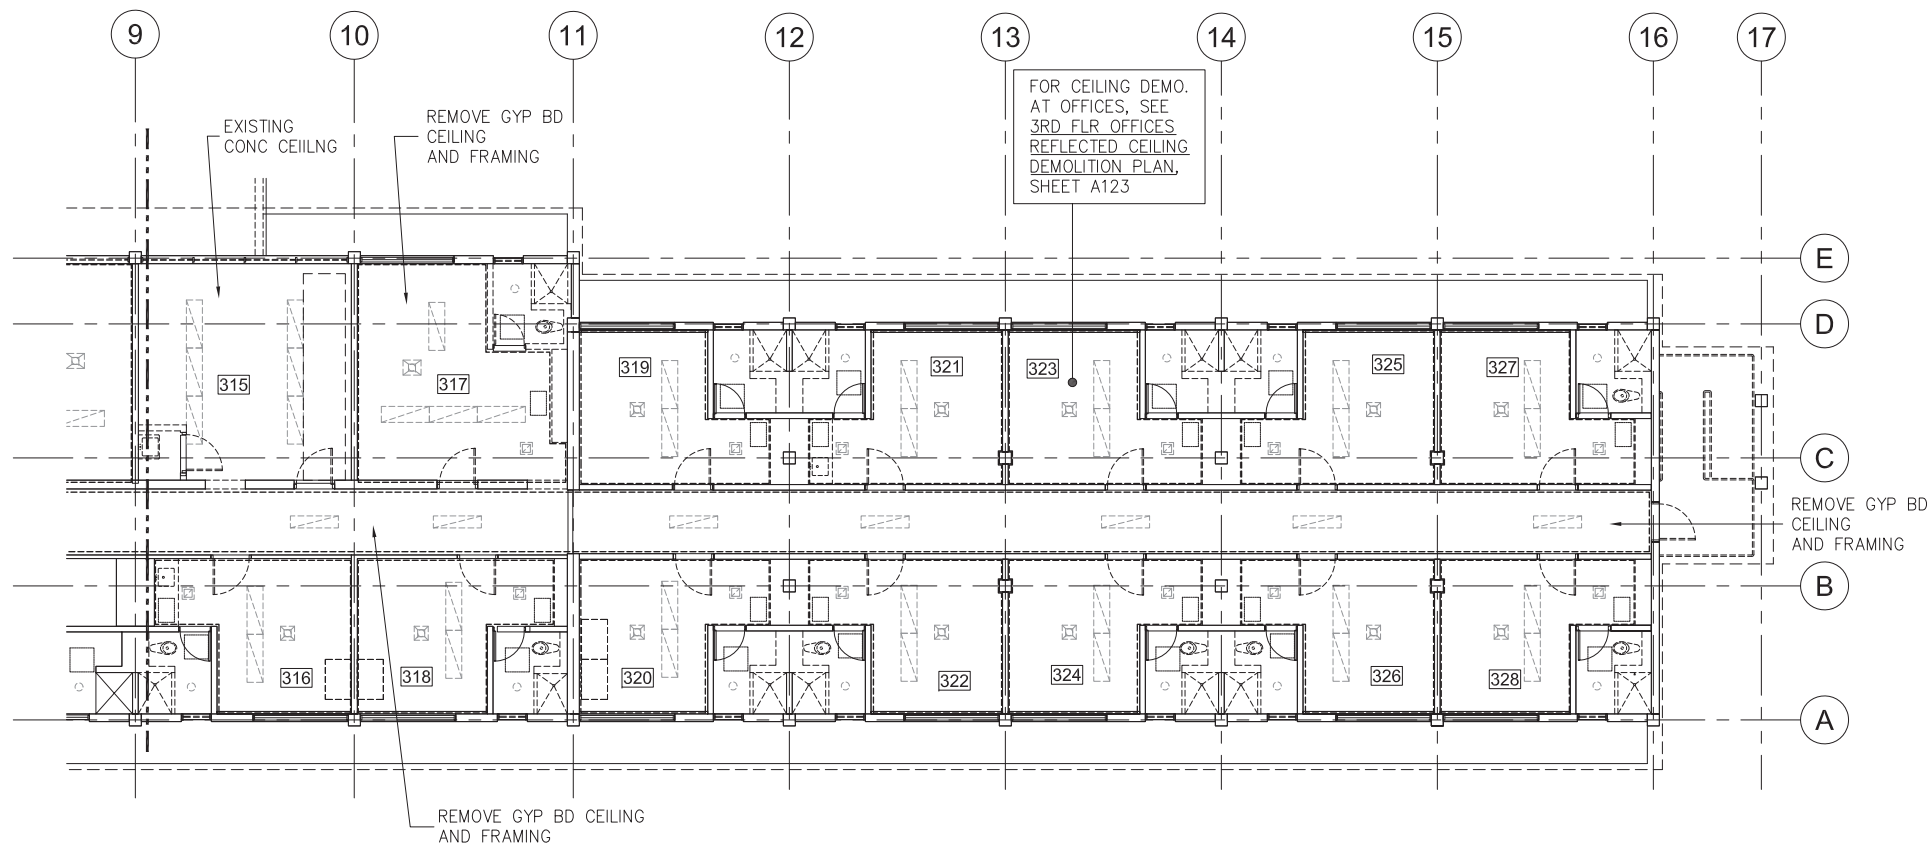 9
10
11
12
13
14
15
16
17
EXISTING
CONC CEIILNG
REMOVE GYP BD
CEILING
AND FRAMING
FOR CEILING DEMO.
AT OFFICES, SEE
3RD FLR OFFICES
REFLECTED CEILING
DEMOLITION PLAN,
SHEET A123
E
D
C
B
A
315
317
319
321
323
325
327
REMOVE GYP BD
CEILING
AND FRAMING
316
318
320
322
324
326
328
REMOVE GYP BD CEILING
AND FRAMING